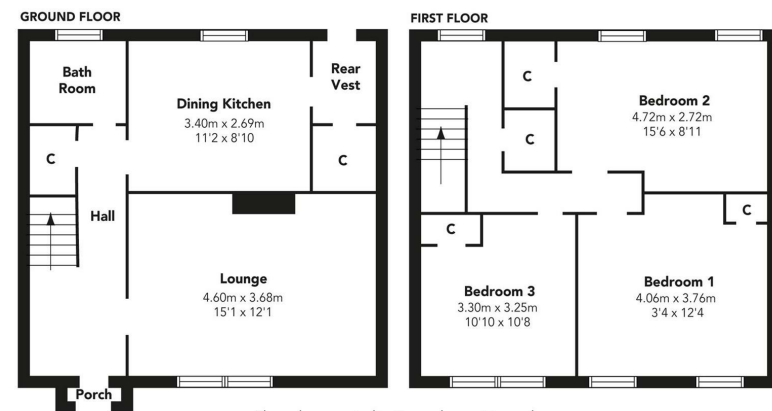 GROUND FLOOR
Bath
Room
Dining Kitchen
3.40m x 2.69m
11'2 x 8'10
Rear
Vest
C
C
Hall
Lounge
4.60m x 3.68m
15'1 x 12'1
Porch
FIRST FLOOR
C
C
Bedroom 2
4.72m x 2.72m
15'6 x 8'11
C
C
Bedroom 3
3.30m x 3.25m
10'10 x 10'8
Bedroom 1
4.06m x 3.76m
3'4 x 12'4